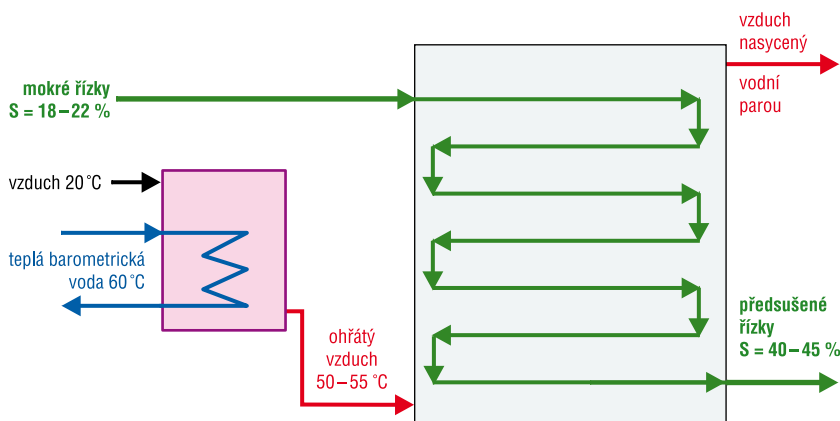 vzduch
nasycený
vodní
parou
mokré řízky
S = 18–22 %
vzduch 20 °C
teplá barometrická
voda 60 °C
ohřátý
vzduch
50–55 °C
předsušené
řízky
S = 40–45 %